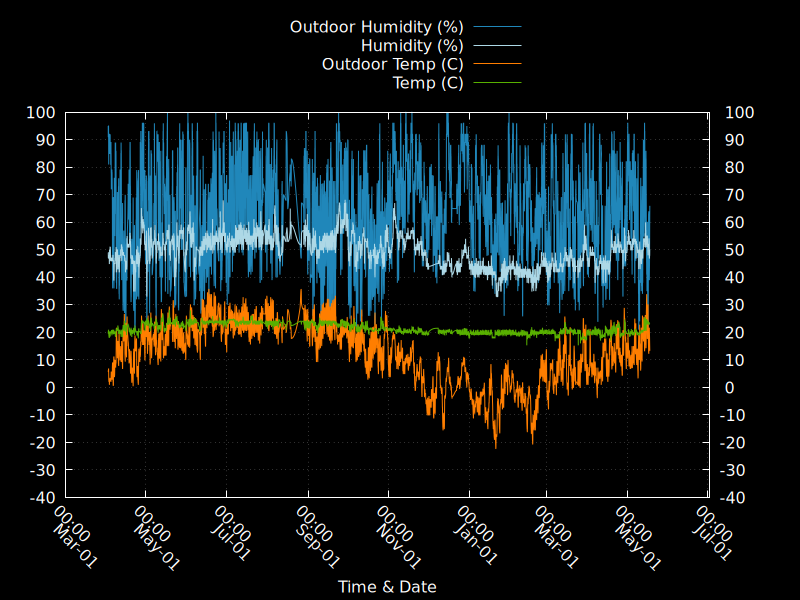 Outdoor Humidity (%)
Humidity (%)
Outdoor Temp (C)
Temp (C)
100 100
90 90
80 80
70 70
60 60
50 50
40 40
30 30
20 20
10 10
0 0
-10 -10
-20 -20
-30 -30
-40 -40
00:00 00:00 00:00 00:00 00:00 00:00 00:00 00:00 00:00
Mar-01 May-01 Jul-01 Sep-01 Nov-01 Jan-01 Mar-01 May-01 Jul-01
Time & Date